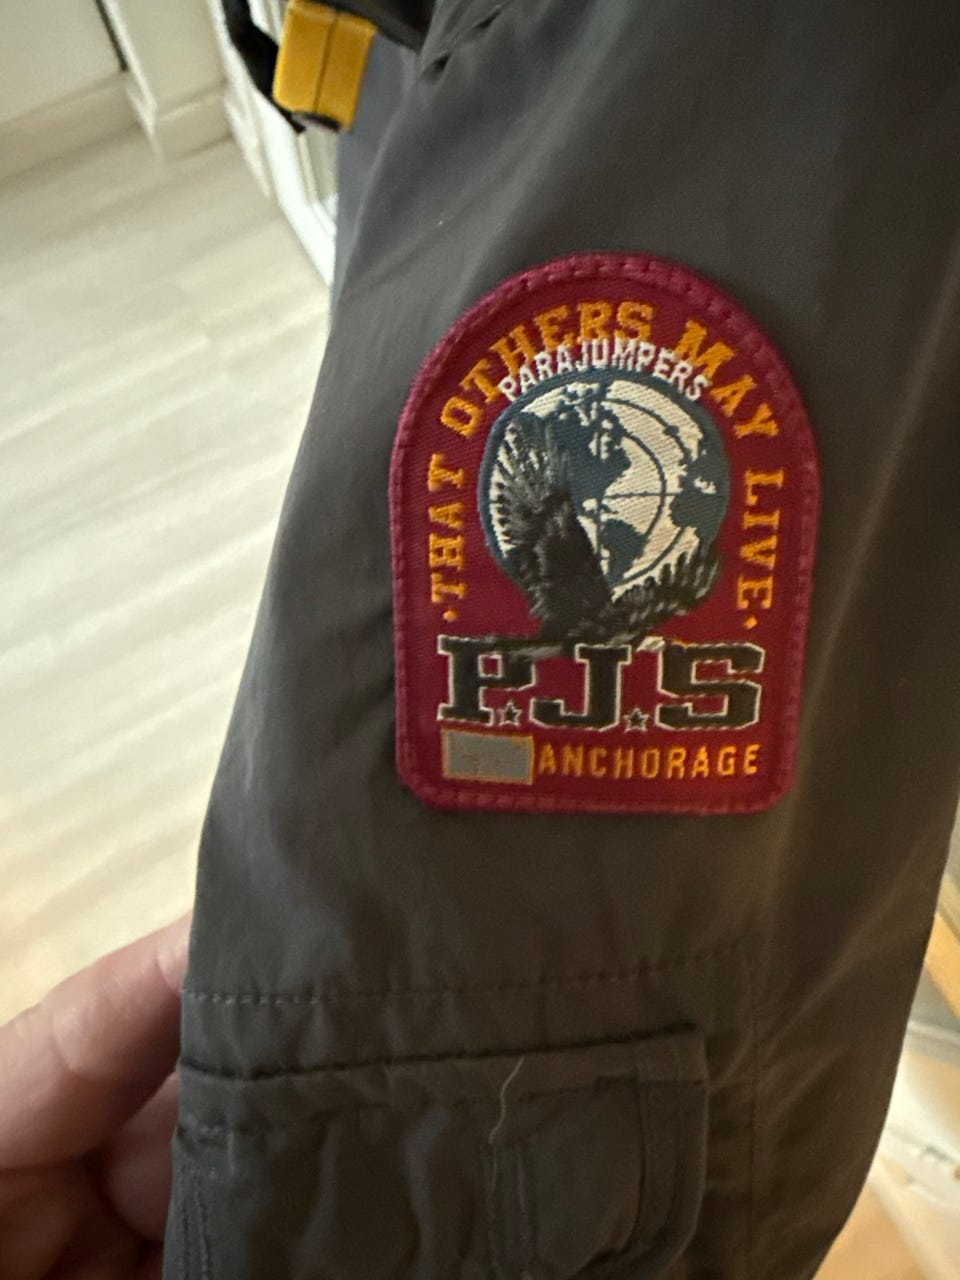 ·THAT OTHERS MAY LIVE·
PARAJUMPERS
P.J.'S
ANCHORAGE